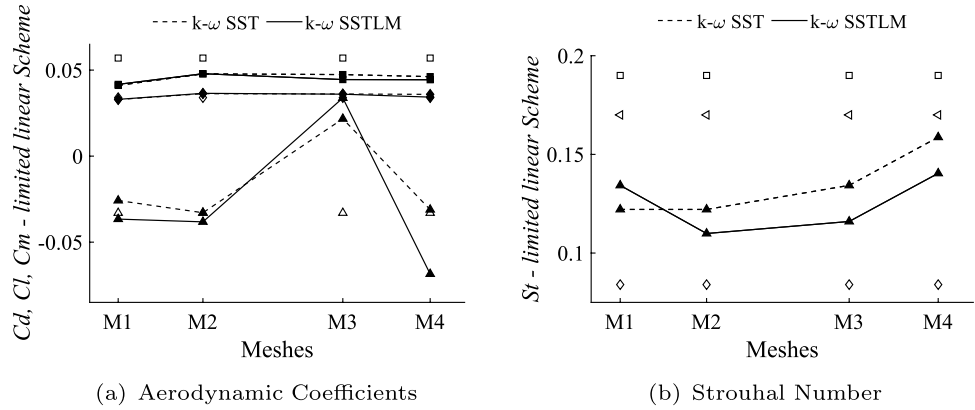 k-ω SST k-ω SSTLM
Cd, Cl, Cm - limited linear Scheme
0.05
0
-0.05
M1 M2 M3 M4
Meshes
(a) Aerodynamic Coefficients
k-ω SST k-ω SSTLM
St - limited linear Scheme
0.2
0.15
0.1
M1 M2 M3 M4
Meshes
(b) Strouhal Number